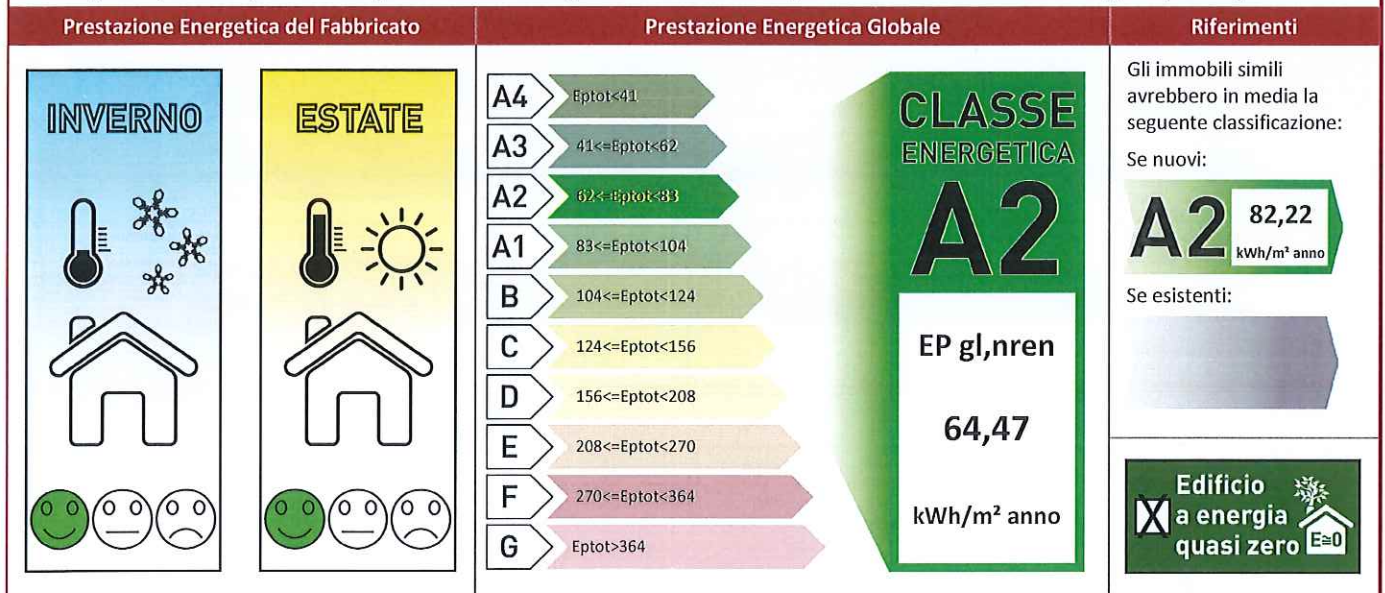 Prestazione Energetica del Fabbricato
INVERNO
ESTATE
Prestazione Energetica Globale
A4 Eptot<41
A3 41<=Eptot<62
A2 62<=Eptot<83
A1 83<=Eptot<104
B 104<=Eptot<124
C 124<=Eptot<156
D 156<=Eptot<208
E 208<=Eptot<270
F 270<=Eptot<364
G Eptot>364
CLASSE
ENERGETICA
A2
EP gl,nren
64,47
kWh/m² anno
Riferimenti
Gli immobili simili
avrebbero in media la
seguente classificazione:
Se nuovi:
A2 82,22
kWh/m² anno
Se esistenti:
Edificio
X a energia
quasi zero E≅0